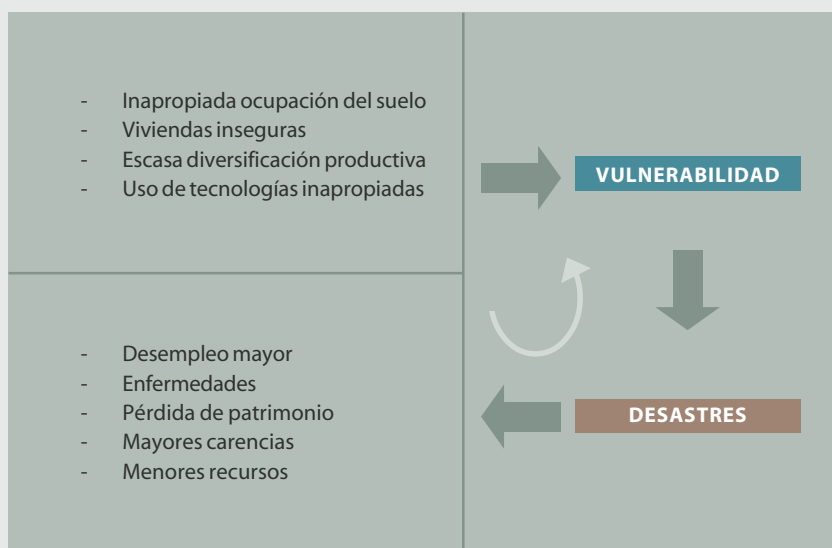 - Inapropiada ocupación del suelo
- Viviendas inseguras
- Escasa diversificación productiva
- Uso de tecnologías inapropiadas
VULNERABILIDAD
- Desempleo mayor
- Enfermedades
- Pérdida de patrimonio
- Mayores carencias
- Menores recursos
DESASTRES